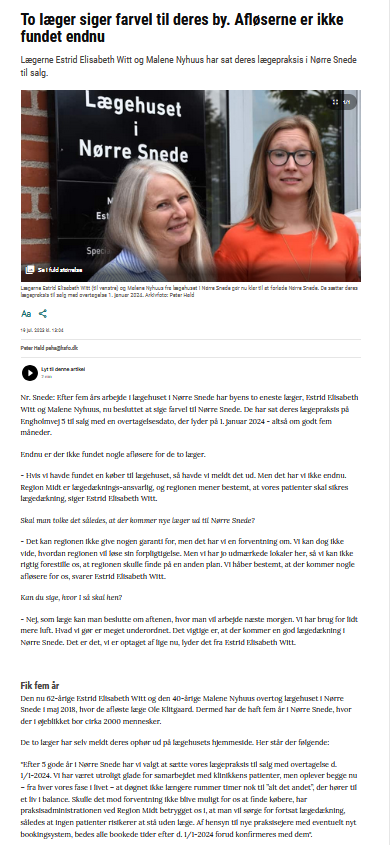 To læger siger farvel til deres by. Afløserne er ikke
fundet endnu
Lægerne Estrid Elisabeth Witt og Malene Nyhuus har sat deres lægepraksis i Nørre Snede
til salg.
1/1
Lægehuset
i
Nørre Snede
Se i fuld størrelse
Lægerne Estrid Elisabeth Witt (til venstre) og Malene Nyhuus fra lægehuset i Nørre Snede gør nu klar til at forlade Nørre Snede. De sætter deres
lægepraksis til salg med overtagelse 1. januar 2024. Arkivfoto: Peter Hald
Aa
19 jul. 2023 kl. 15:04
Peter Hald peha@hsfo.dk
Lyt til denne artikel
Nr. Snede: Efter fem års arbejde i lægehuset i Nørre Snede har byens to eneste læger, Estrid Elisabeth
Witt og Malene Nyhuus, nu besluttet at sige farvel til Nørre Snede. De har sat deres lægepraksis på
Engholmvej 5 til salg med en overtagelsesdato, der lyder på 1. januar 2024 - altså om godt fem
måneder.
Endnu er der ikke fundet nogle afløsere for de to læger.
- Hvis vi havde fundet en køber til lægehuset, så havde vi meldt det ud. Men det har vi ikke endnu.
Region Midt er lægedæknings-ansvarlig, og regionen mener bestemt, at vores patienter skal sikres
lægedækning, siger Estrid Elisabeth Witt.
Skal man tolke det således, at der kommer nye læger ud til Nørre Snede?
- Det kan regionen ikke give nogen garanti for, men det har vi en forventning om. Vi kan dog ikke
vide, hvordan regionen vil løse sin forpligtigelse. Men vi har jo udmærkede lokaler her, så vi kan ikke
rigtig forestille os, at regionen skulle finde på en anden plan. Vi håber bestemt, at der kommer nogle
afløsere for os, svarer Estrid Elisabeth Witt.
Kan du sige, hvor I så skal hen?
- Nej, som læge kan man beslutte om aftenen, hvor man vil arbejde næste morgen. Vi har brug for lidt
mere luft. Hvad vi gør er meget underordnet. Det vigtige er, at der kommer en god lægedækning i
Nørre Snede. Det er det, vi er optaget af lige nu, lyder det fra Estrid Elisabeth Witt.
Fik fem år
Den nu 62-årige Estrid Elisabeth Witt og den 40-årige Malene Nyhuus overtog lægehuset i Nørre
Snede i maj 2018, hvor de afløste læge Ole Klitgaard. Dermed har de haft fem år i Nørre Snede, hvor
der i øjeblikket bor cirka 2000 mennesker.
De to læger har selv meldt deres ophør ud på lægehusets hjemmeside. Her står der følgende:
"Efter 5 gode år i Nørre Snede har vi valgt at sætte vores lægepraksis til salg med overtagelse d.
1/1-2024. Vi har været utrolig glade for samarbejdet med klinikkens patienter, men oplever begge nu
– fra hver vores fase i livet – at døgnet ikke længere rummer timer nok til "alt det andet", der hører til
et liv i balance. Skulle det mod forventning ikke blive muligt for os at finde købere, har
praksisadministrationen ved Region Midt betrygget os i, at man vil sørge for fortsat lægedækning,
således at ingen patienter risikerer at stå uden læge. Af hensyn til nye praksisejere med eventuelt nyt
bookingsystem, bedes alle bookede tider efter d. 1/1-2024 forud konfirmeres med dem".